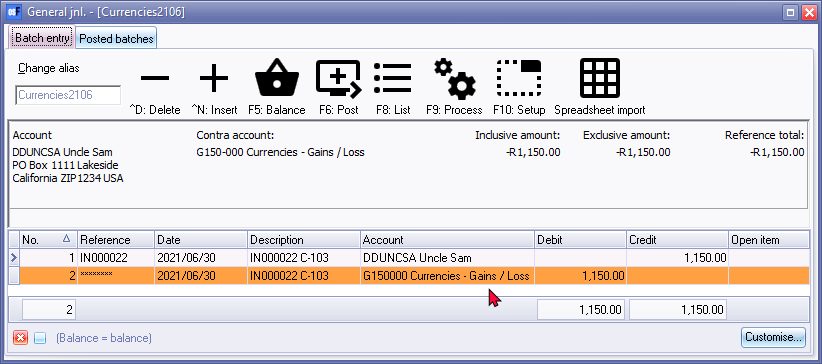 General jnl. - [Currencies2106]
Batch entry Posted batches
Change alias
Currencies2106
^D: Delete ^N: Insert F5: Balance F6: Post F8: List F9: Process F10: Setup Spreadsheet import
Account Contra account: Inclusive amount: Exclusive amount: Reference total:
DDUNCSA Uncle Sam G150-000 Currencies - Gains / Loss -R1,150.00 -R1,150.00 -R1,150.00
PO Box 1111 Lakeside
California ZIP1234 USA
No. Reference Date Description Account Debit Credit Open item
1 IN000022 2021/06/30 IN000022 C-103 DDUNCSA Uncle Sam 1,150.00
2 ******** 2021/06/30 IN000022 C-103 G150000 Currencies - Gains / Loss 1,150.00
2 1,150.00 1,150.00
(Balance = balance) Customise...